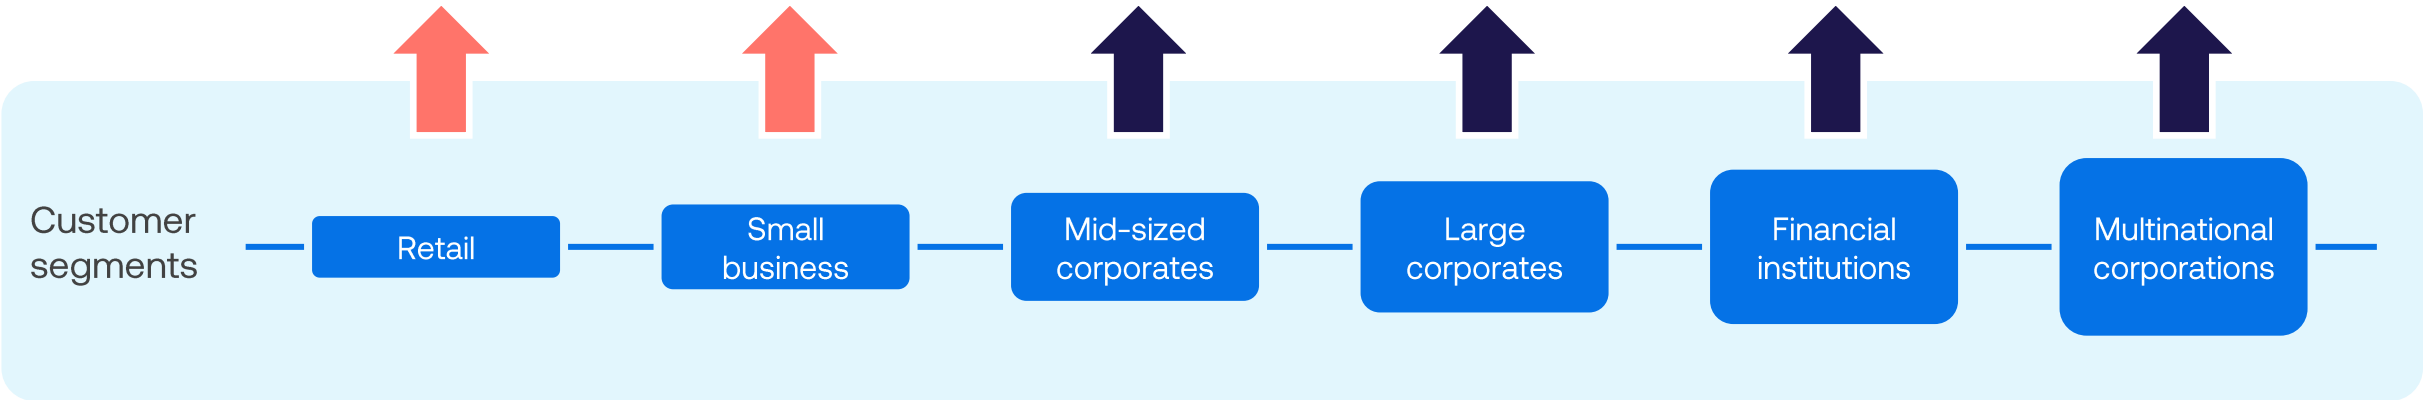 Customer
segments
Retail
Small
business
Mid-sized
corporates
Large
corporates
Financial
institutions
Multinational
corporations